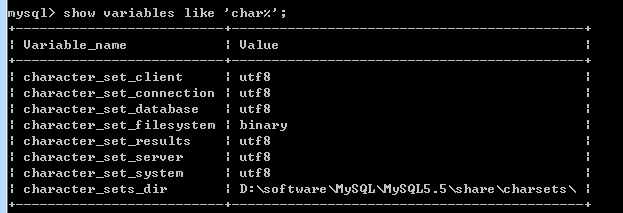 mysql> show variables like 'char%';
+--------------------------+------------------------------------------+
| Variable_name            | Value                                    |
+--------------------------+------------------------------------------+
| character_set_client     | utf8                                     |
| character_set_connection | utf8                                     |
| character_set_database   | utf8                                     |
| character_set_filesystem | binary                                   |
| character_set_results    | utf8                                     |
| character_set_server     | utf8                                     |
| character_set_system     | utf8                                     |
| character_sets_dir       | D:\software\MySQL\MySQL5.5\share\charsets\ |
+--------------------------+------------------------------------------+